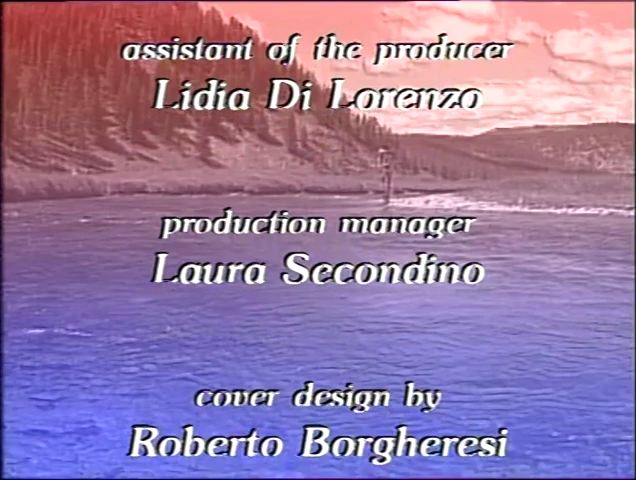 assistant of the producer
Lidia Di Lorenzo
production manager
Laura Secondino
cover design by
Roberto Borgheresi